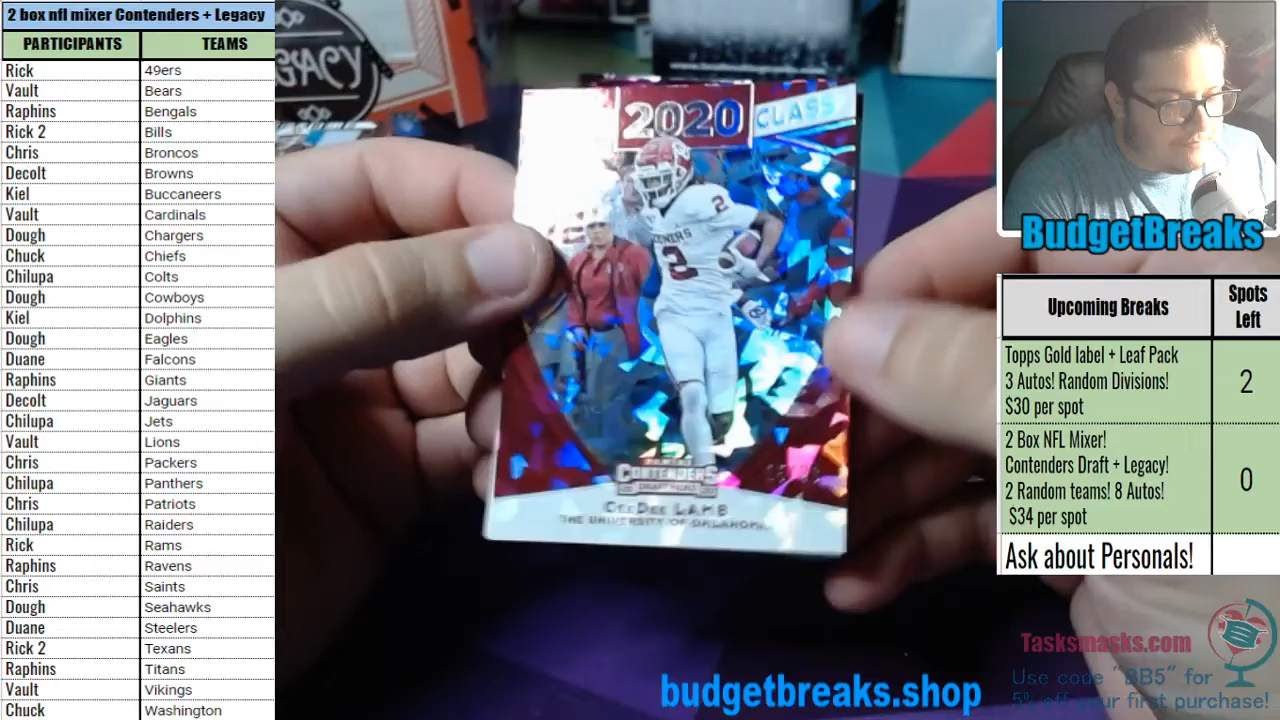 2 box nfl mixer Contenders + Legacy
PARTICIPANTS TEAMS
Rick 49ers
Vault Bears
Raphins Bengals
Rick 2 Bills
Chris Broncos
Decolt Browns
Kiel Buccaneers
Vault Cardinals
Dough Chargers
Chuck Chiefs
Chilupa Colts
Dough Cowboys
Kiel Dolphins
Dough Eagles
Duane Falcons
Raphins Giants
Decolt Jaguars
Chilupa Jets
Vault Lions
Chris Packers
Chilupa Panthers
Chris Patriots
Chilupa Raiders
Rick Rams
Raphins Ravens
Chris Saints
Dough Seahawks
Duane Steelers
Rick 2 Texans
Raphins Titans
Vault Vikings
Chuck Washington
2020 CLASS
2
2
PANINI
CONTENDERS
DRAFT PICKS
CEEDEE LAMB
THE UNIVERSITY OF OKLAHOMA
budgetbreaks.shop
BudgetBreaks
Upcoming Breaks Spots Left
Topps Gold label + Leaf Pack
3 Autos! Random Divisions!
$30 per spot
2
2 Box NFL Mixer!
Contenders Draft + Legacy!
2 Random teams! 8 Autos!
$34 per spot
0
Ask about Personals!
Tasksmasks.com
Use code "BB5" for
5% off your first purchase!